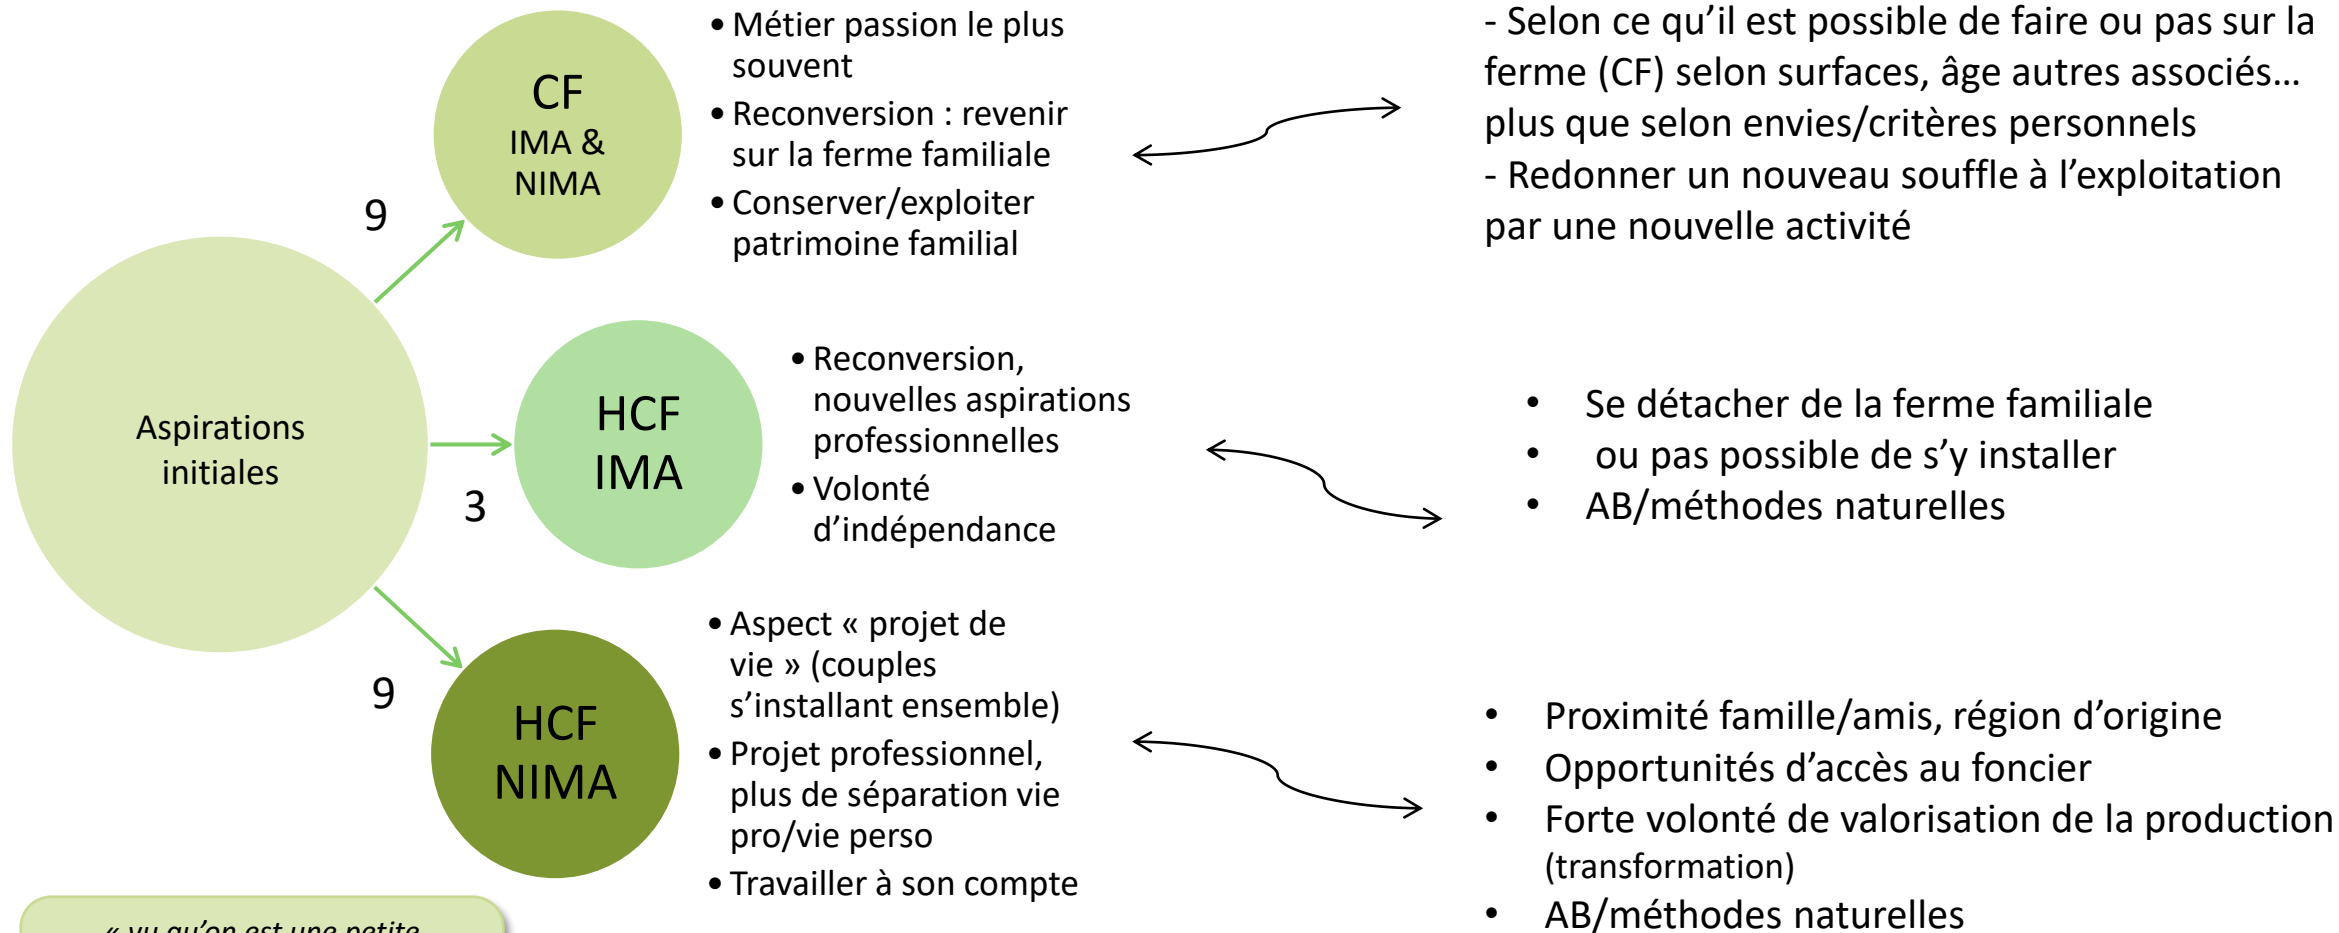 Aspirations
initiales
9
CF
IMA &
NIMA
• Métier passion le plus
souvent
• Reconversion : revenir
sur la ferme familiale
• Conserver/exploiter
patrimoine familial
- Selon ce qu’il est possible de faire ou pas sur la
ferme (CF) selon surfaces, âge autres associés…
plus que selon envies/critères personnels
- Redonner un nouveau souffle à l’exploitation
par une nouvelle activité
3
HCF
IMA
• Reconversion,
nouvelles aspirations
professionnelles
• Volonté
d’indépendance
• Se détacher de la ferme familiale
• ou pas possible de s’y installer
• AB/méthodes naturelles
9
HCF
NIMA
• Aspect « projet de
vie » (couples
s’installant ensemble)
• Projet professionnel,
plus de séparation vie
pro/vie perso
• Travailler à son compte
• Proximité famille/amis, région d’origine
• Opportunités d’accès au foncier
• Forte volonté de valorisation de la production
(transformation)
• AB/méthodes naturelles
« vu qu’on est une petite